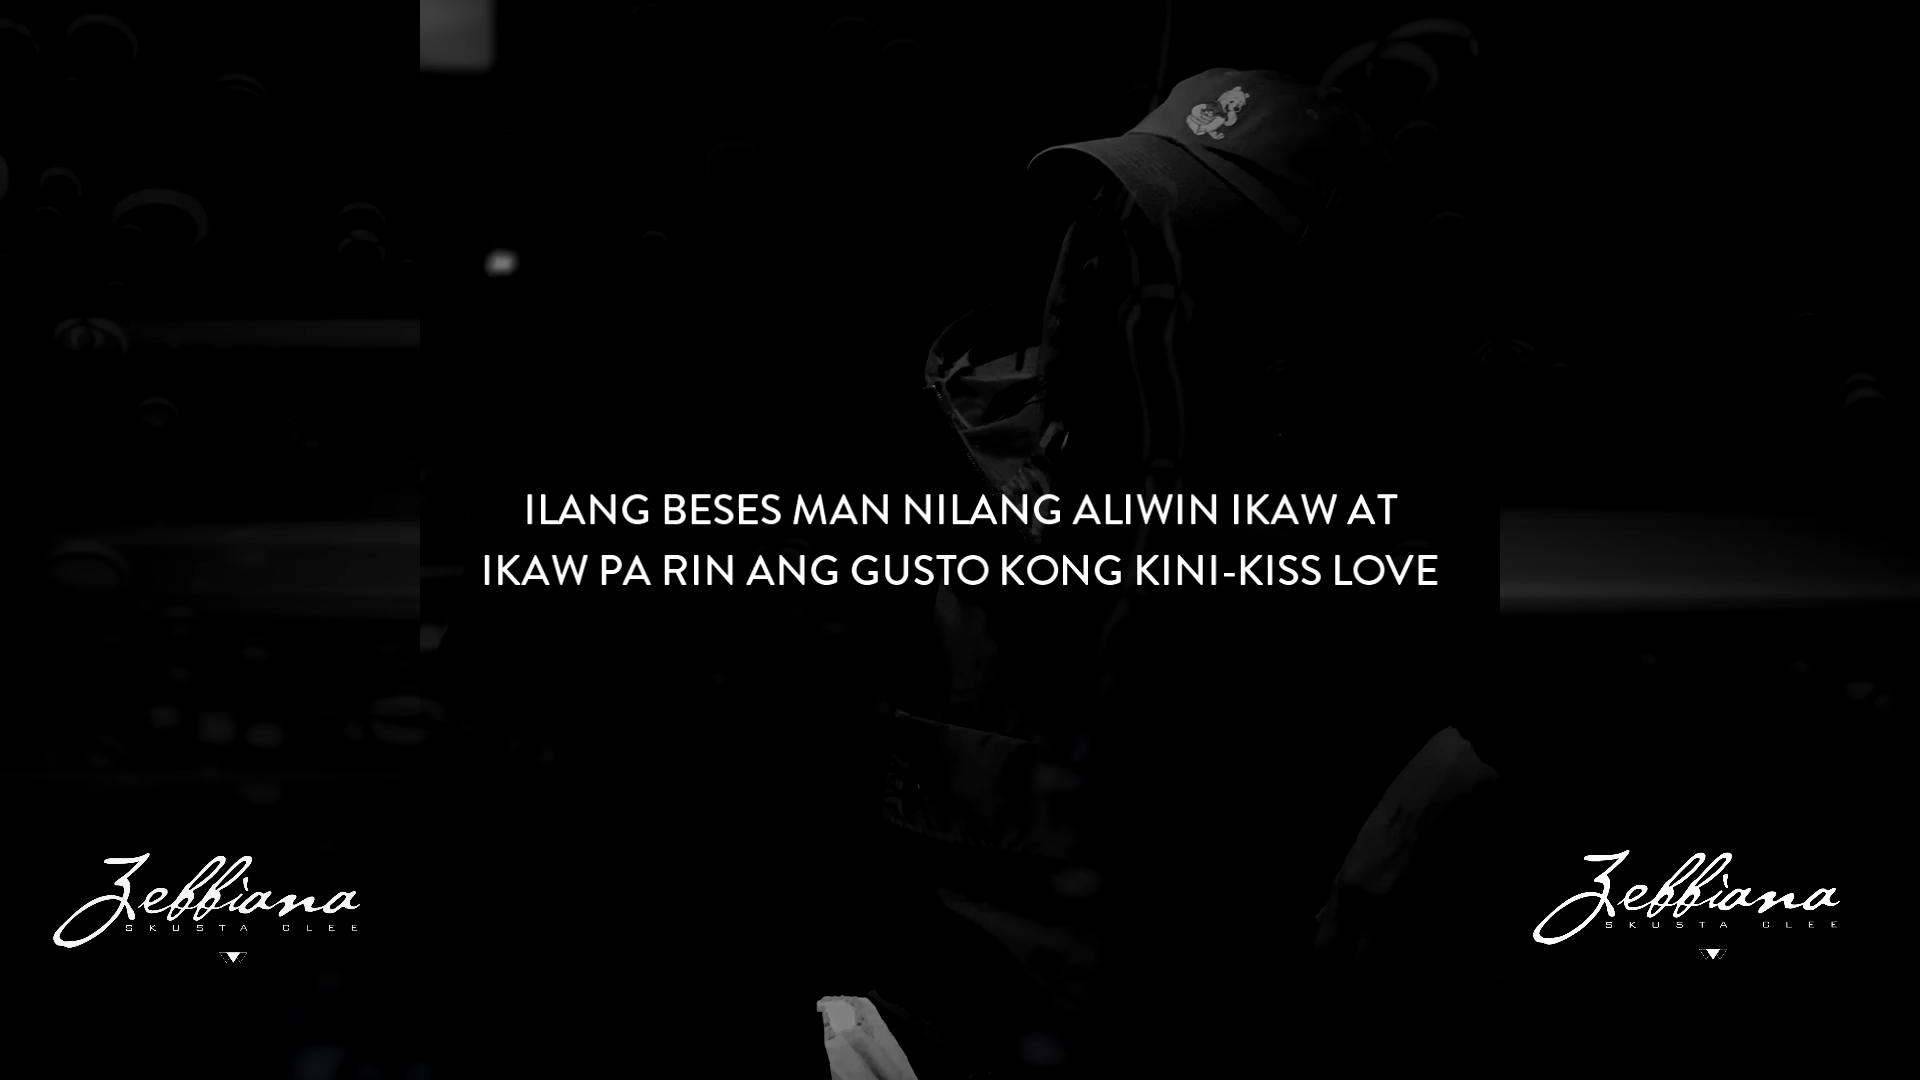 ILANG BESES MAN NILANG ALIWIN IKAW AT
IKAW PA RIN ANG GUSTO KONG KINI-KISS LOVE
Zebbiana
SKUSTA CLEE
Zebbiana
SKUSTA CLEE